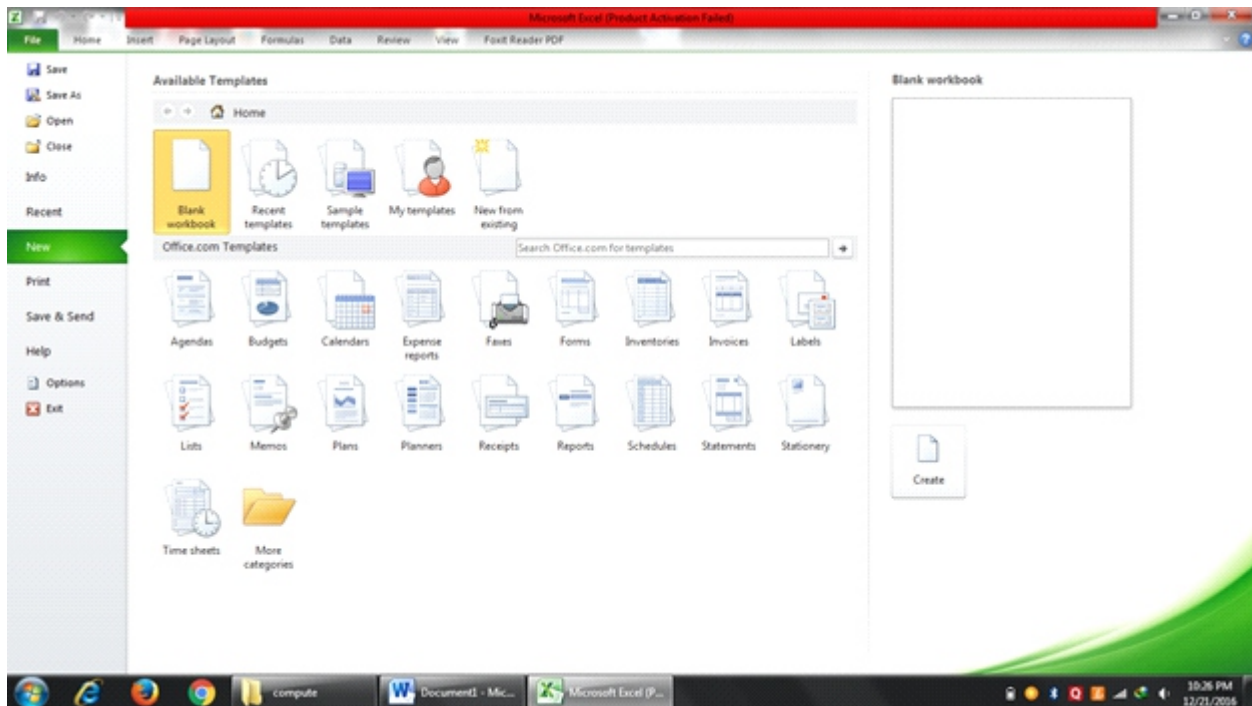 Microsoft Excel (Product Activation Failed)
File Home Insert Page Layout Formulas Data Review View Foxit Reader PDF
Save
Save As
Open
Close
Info
Recent
New
Print
Save & Send
Help
Options
Exit
Available Templates
Home
Blank workbook
Recent templates
Sample templates
My templates
New from existing
Office.com Templates
Search Office.com for templates
Agendas
Budgets
Calendars
Expense reports
Faxes
Forms
Inventories
Invoices
Labels
Lists
Memos
Plans
Planners
Receipts
Reports
Schedules
Statements
Stationery
Time sheets
More categories
Blank workbook
Create
compute
Document1 - Mic...
Microsoft Excel (P...
10:26 PM
12/21/2016